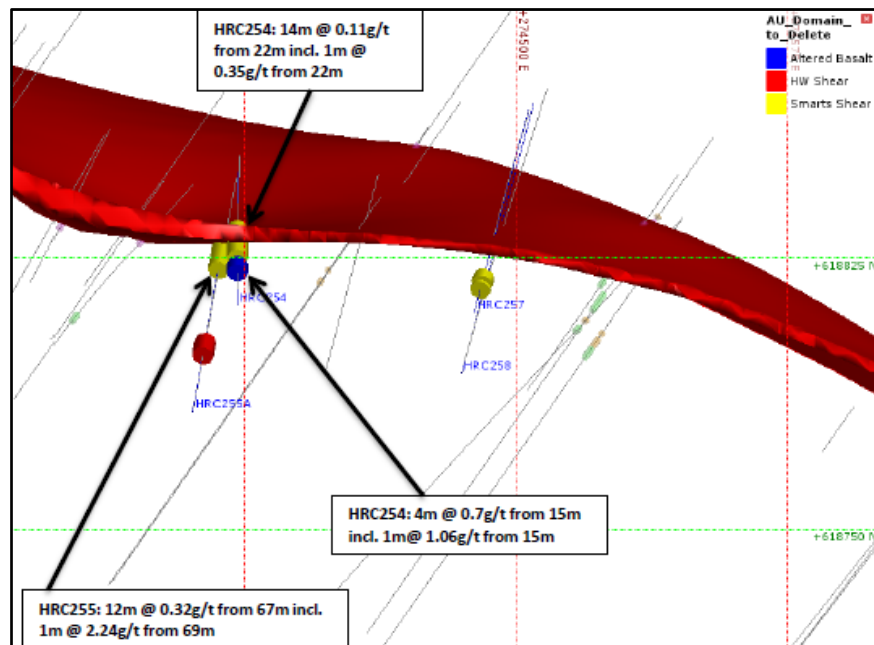 HRC254: 14m @ 0.11g/t
from 22m incl. 1m @
0.35g/t from 22m
+274500 E
AU_Domain_
to_Delete
Altered Basalt
HW Shear
Smarts Shear
+618825 N
HRC254
HRC257
HRC258
HRC255A
HRC254: 4m @ 0.7g/t from 15m
incl. 1m@ 1.06g/t from 15m
+618750 N
HRC255: 12m @ 0.32g/t from 67m incl.
1m @ 2.24g/t from 69m